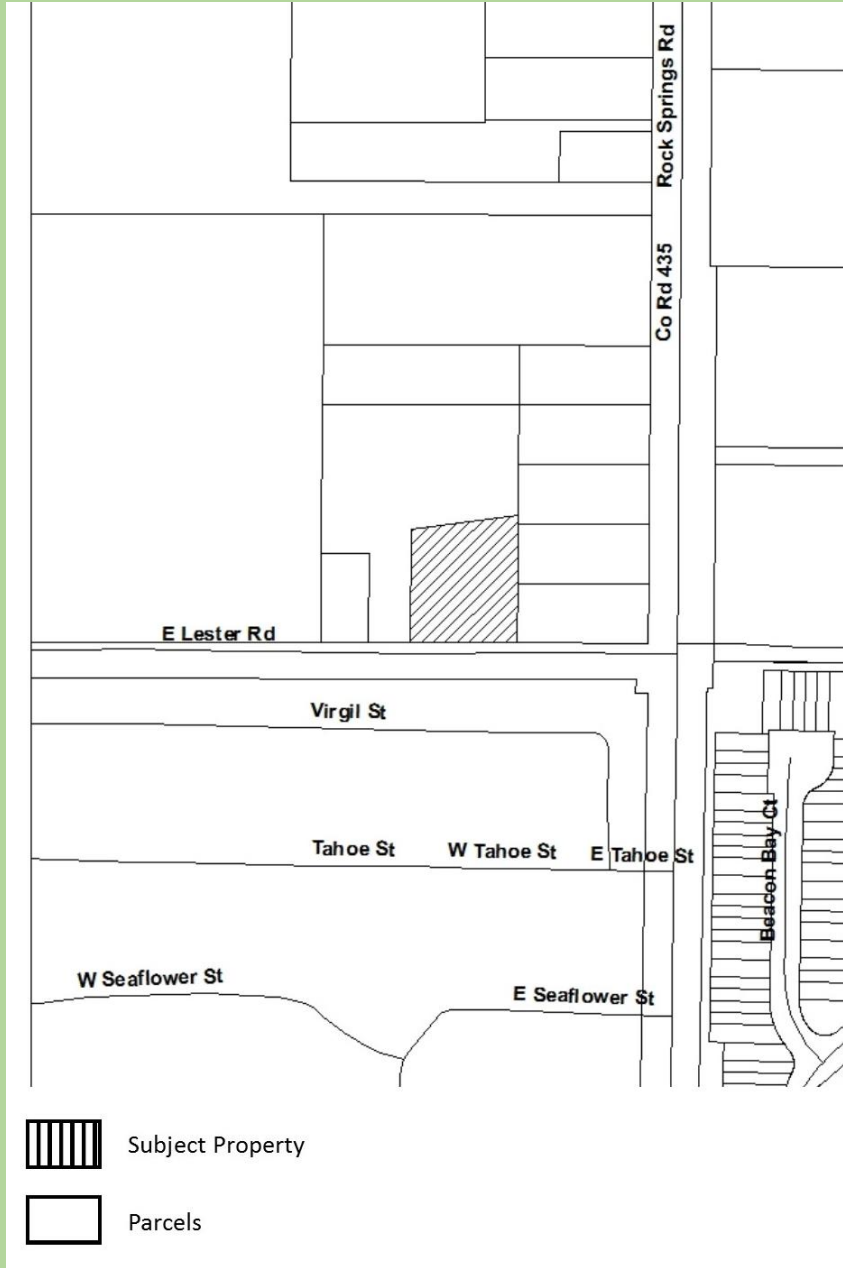 Rock Springs Rd
Co Rd 435
E Lester Rd
Virgil St
Tahoe St
W Tahoe St
E Tahoe St
Beacon Bay Ct
W Seaflower St
E Seaflower St
Subject Property
Parcels